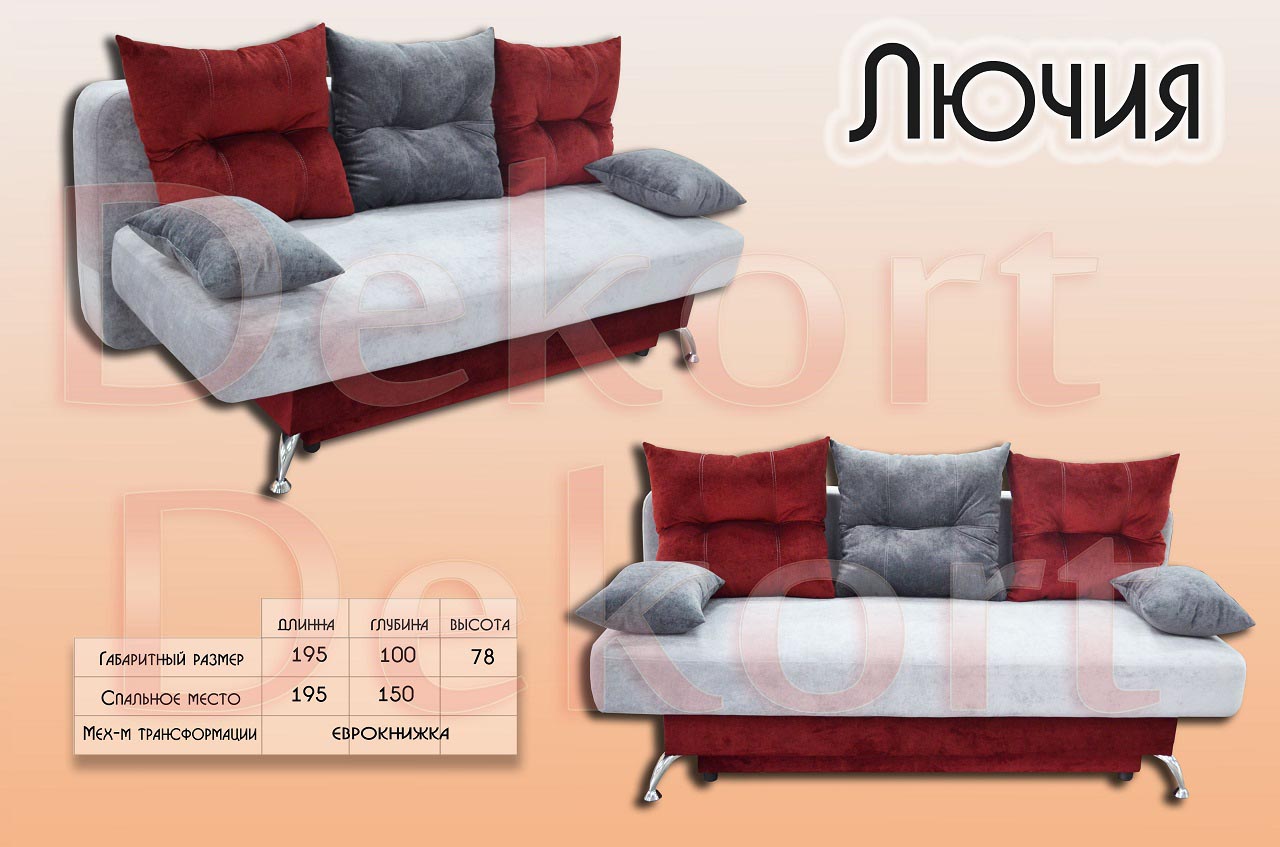 Лючия
Dekort
Dekort
ДЛИННА ГЛУБИНА ВЫСОТА
ГАБАРИТНЫЙ РАЗМЕР 195 100 78
СПАЛЬНОЕ МЕСТО 195 150
МЕХ-М ТРАНСФОРМАЦИИ ЕВРОКНИЖКА